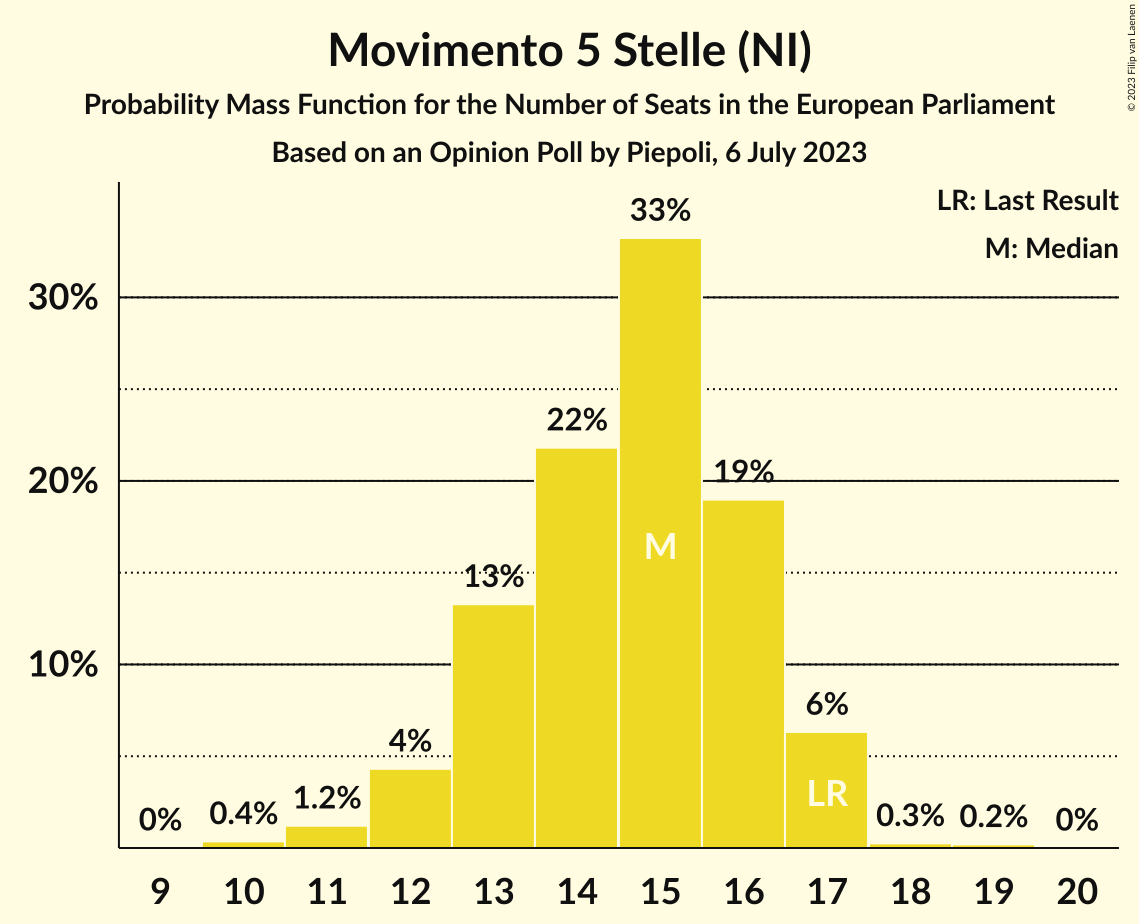 Movimento 5 Stelle (NI)
Probability Mass Function for the Number of Seats in the European Parliament
Based on an Opinion Poll by Piepoli, 6 July 2023
© 2023 Filip van Laenen
LR: Last Result
M: Median
33%
30%
22%
20%
19%
M
13%
10%
6%
4%
LR
1.2%
0.4%
0%
0.3%
0.2%
0%
9 10 11 12 13 14 15 16 17 18 19 20